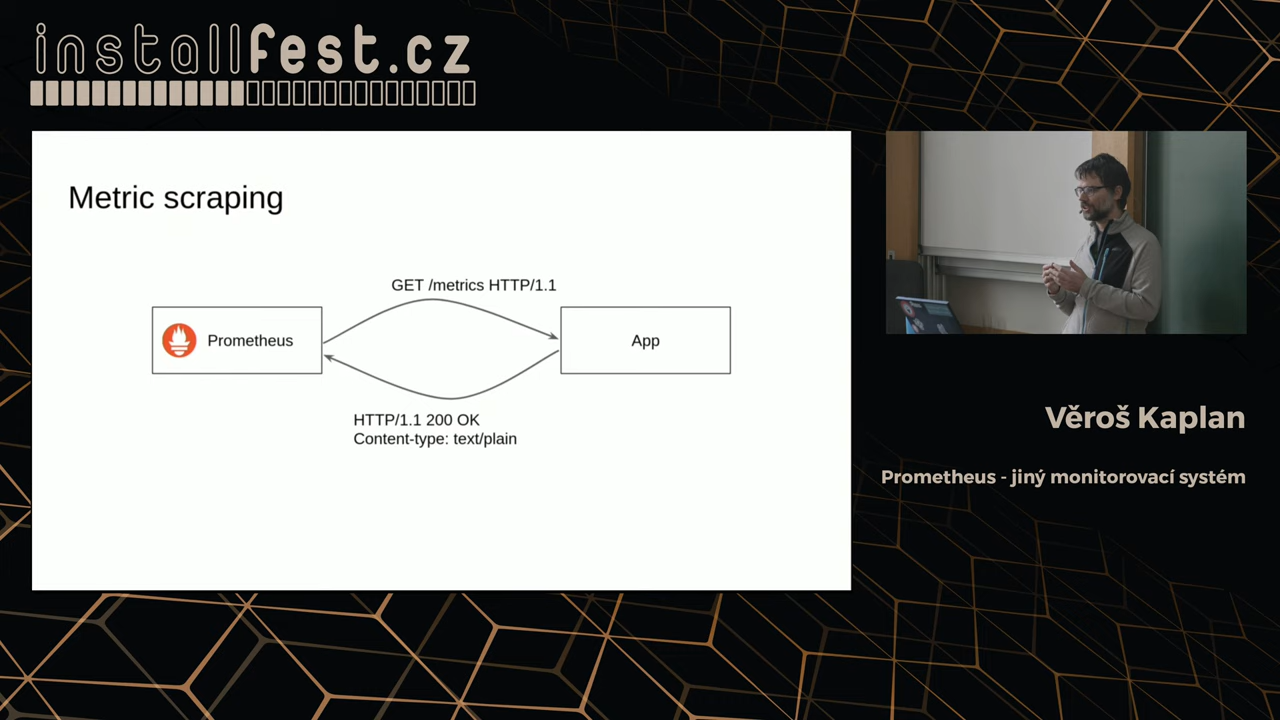 installfest.cz
Metric scraping
GET /metrics HTTP/1.1
Prometheus
App
HTTP/1.1 200 OK
Content-type: text/plain
Věroš Kaplan
Prometheus - jiný monitorovací systém